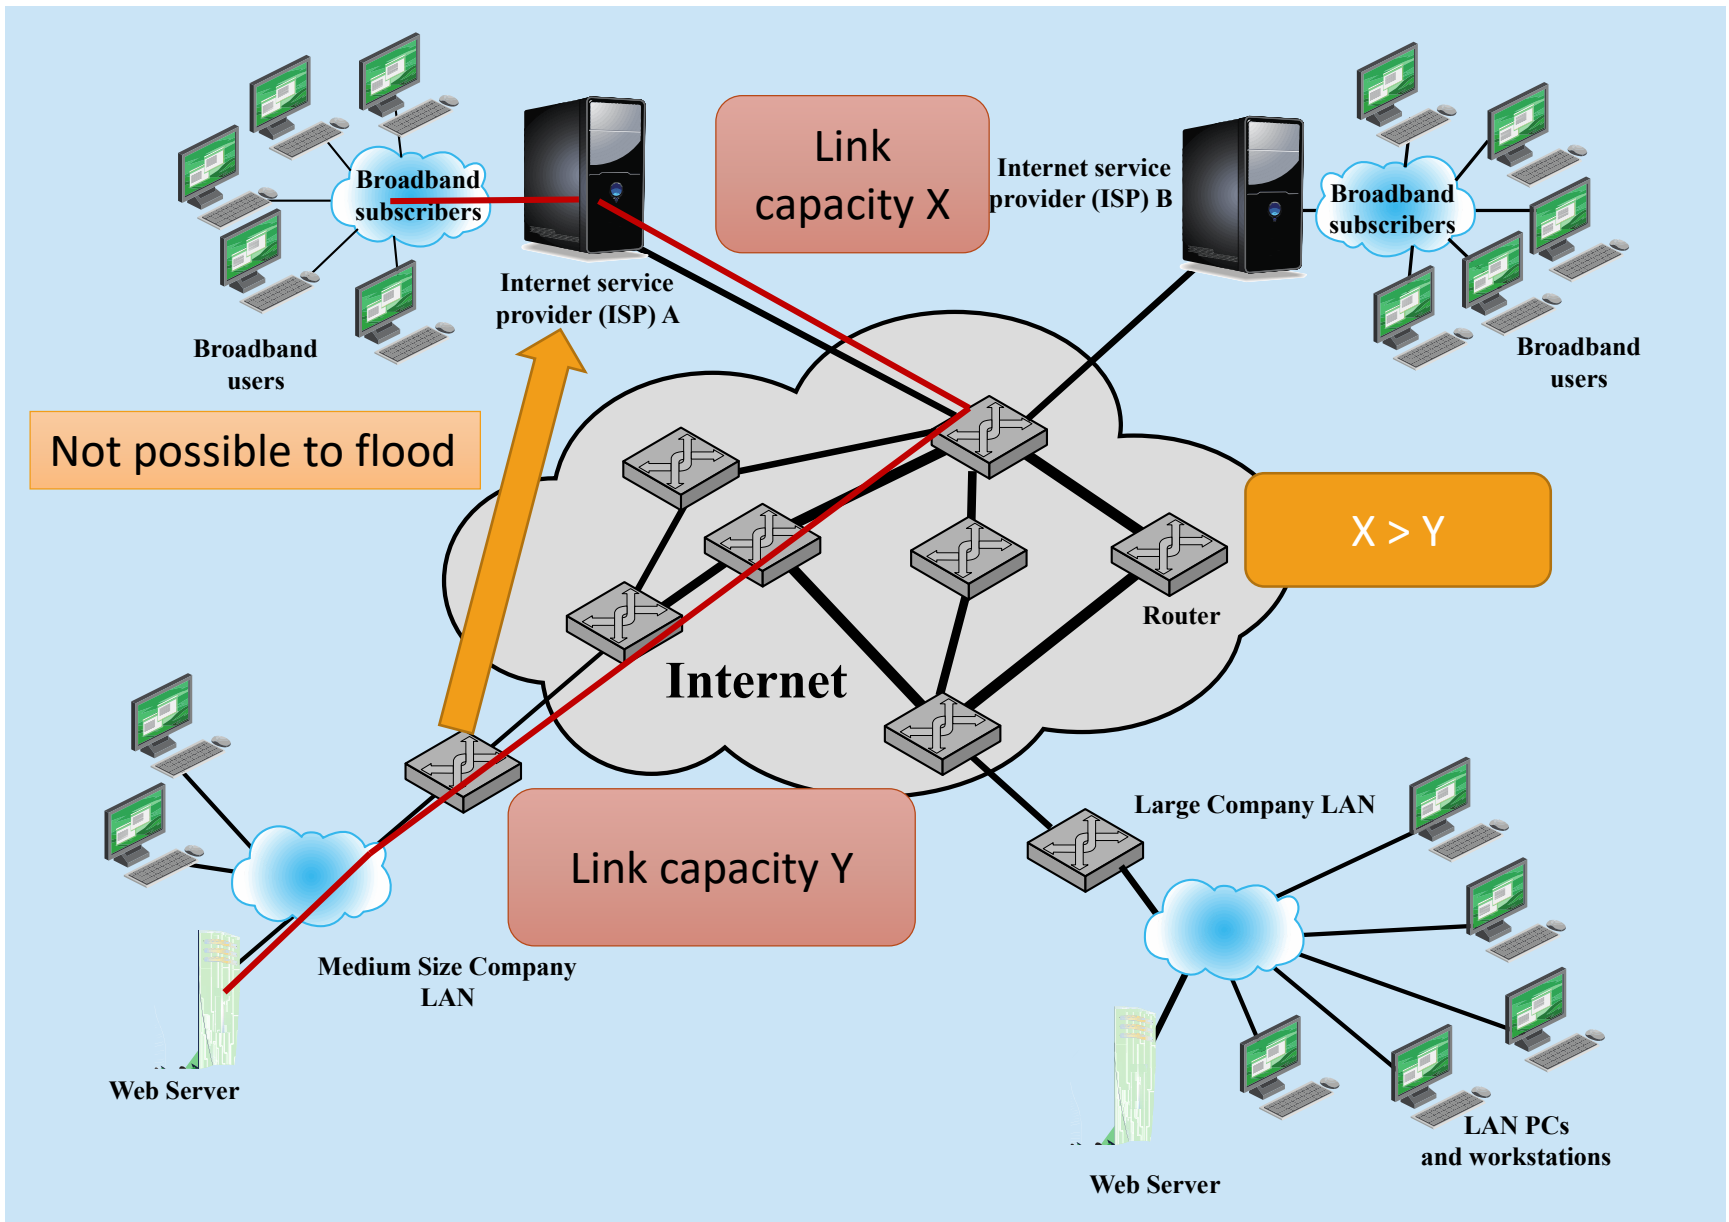 Broadband
subscribers
Link
capacity X
Internet service
provider (ISP) B
Broadband
subscribers
Internet service
provider (ISP) A
Broadband
users
Broadband
users
Not possible to flood
X > Y
Router
Internet
Large Company LAN
Link capacity Y
Medium Size Company
LAN
Web Server
LAN PCs
and workstations
Web Server